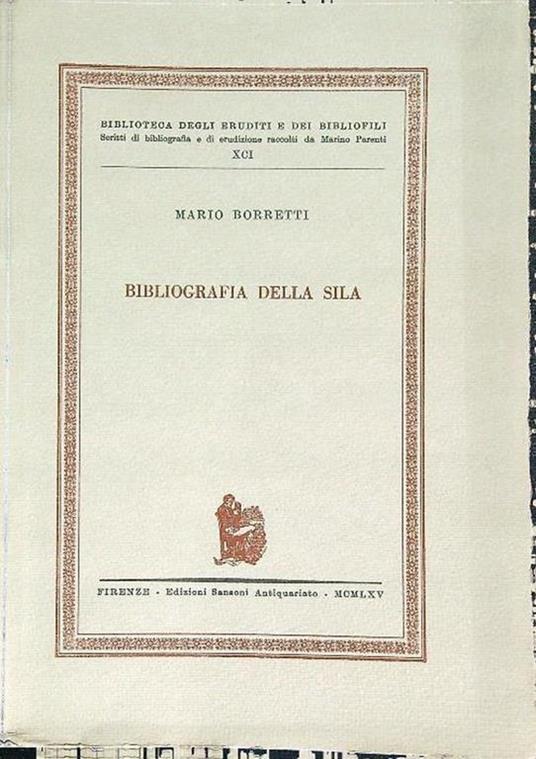 BIBLIOTECA DEGLI ERUDITI E DEI BIBLIOFILI
Scritti di bibliografia e di erudizione raccolti da Marino Parenti
XCI
MARIO BORRETTI
BIBLIOGRAFIA DELLA SILA
FIRENZE - Edizioni Sansoni Antiquariato - MCMLXV